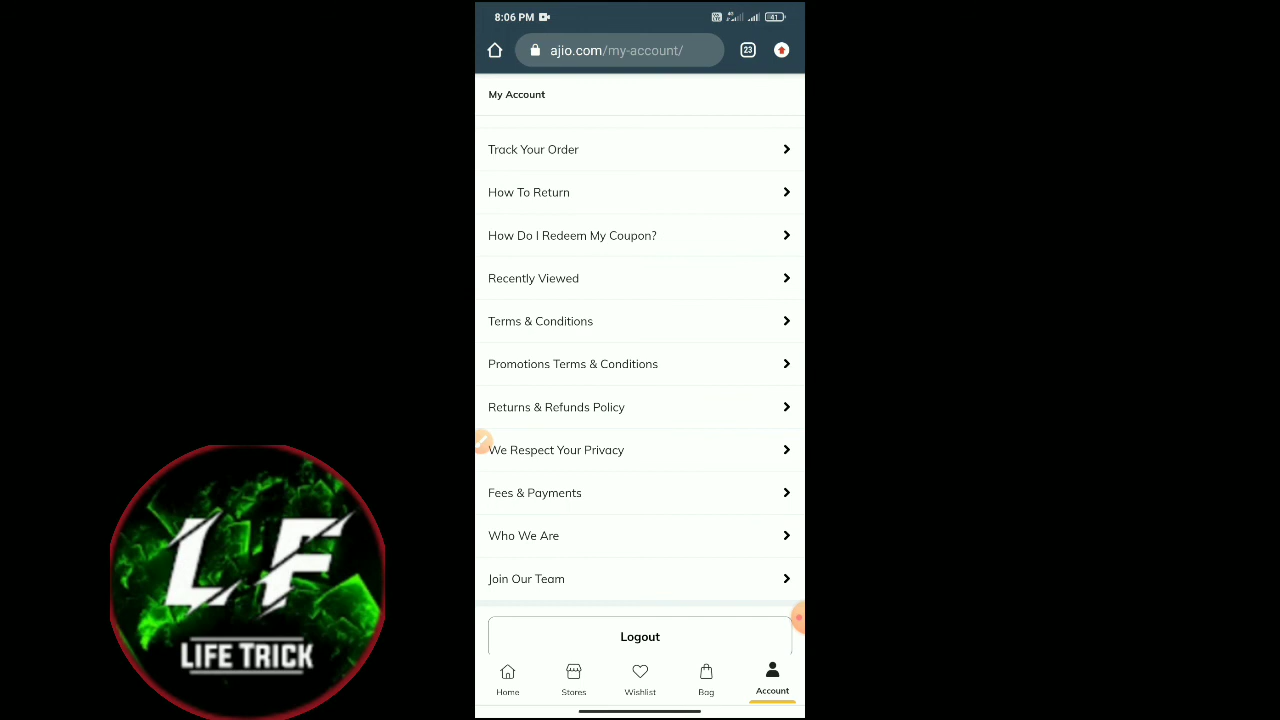 8:06 PM
41
ajio.com/my-account/
23
My Account
Track Your Order
How To Return
How Do I Redeem My Coupon?
Recently Viewed
Terms & Conditions
Promotions Terms & Conditions
Returns & Refunds Policy
We Respect Your Privacy
Fees & Payments
Who We Are
Join Our Team
Logout
Home
Stores
Wishlist
Bag
Account
LF
LIFE TRICK